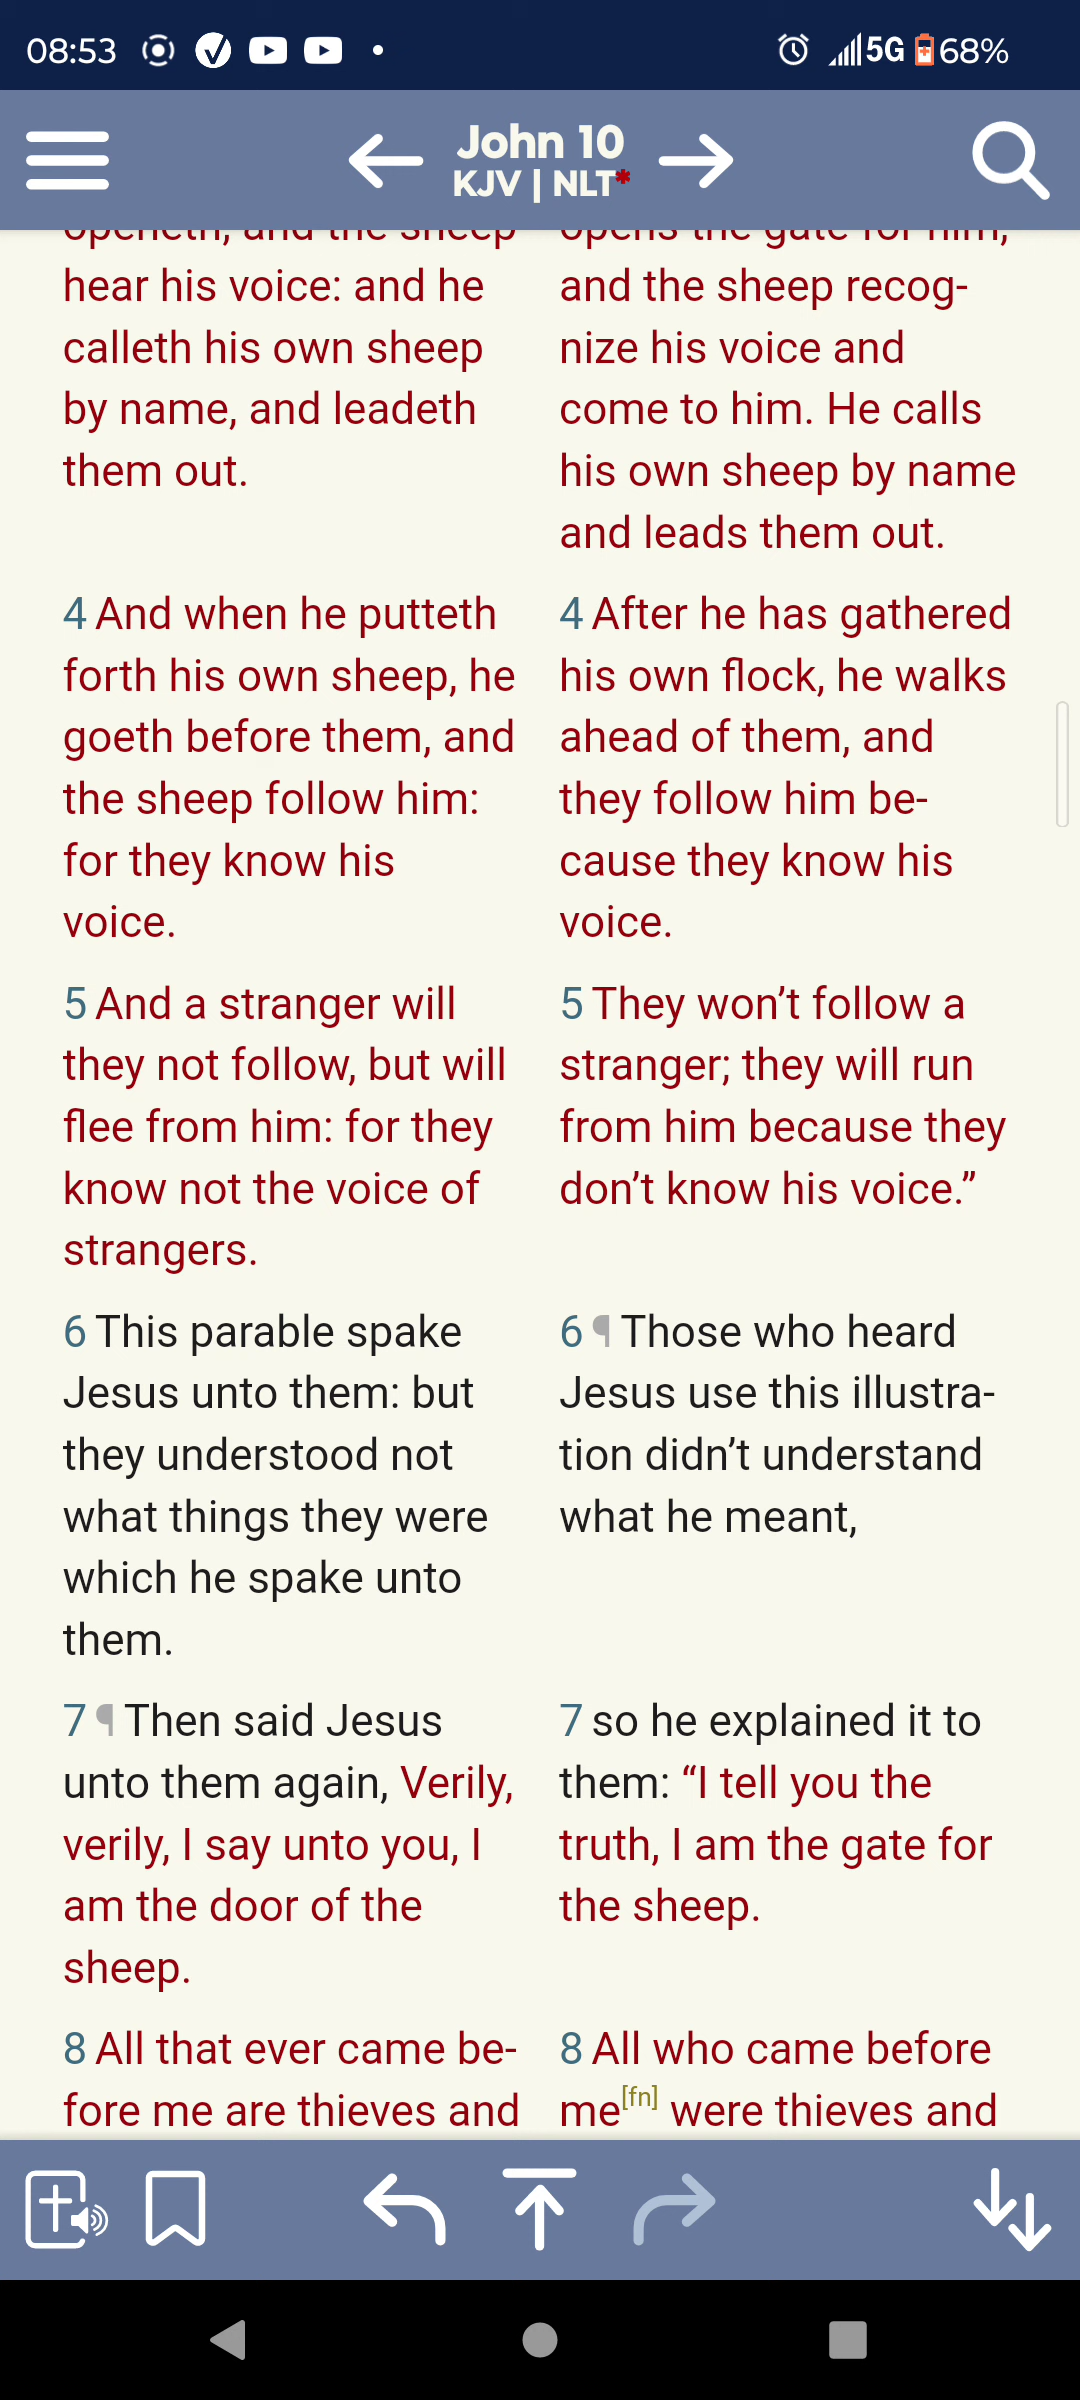 08:53
5G 68%
John 10
KJV | NLT*
openeth, and the sheep
hear his voice: and he
calleth his own sheep
by name, and leadeth
them out.
opens the gate for him,
and the sheep recog-
nize his voice and
come to him. He calls
his own sheep by name
and leads them out.
4 And when he putteth
forth his own sheep, he
goeth before them, and
the sheep follow him:
for they know his
voice.
4 After he has gathered
his own flock, he walks
ahead of them, and
they follow him be-
cause they know his
voice.
5 And a stranger will
they not follow, but will
flee from him: for they
know not the voice of
strangers.
5 They won’t follow a
stranger; they will run
from him because they
don’t know his voice.”
6 This parable spake
Jesus unto them: but
they understood not
what things they were
which he spake unto
them.
6 ¶ Those who heard
Jesus use this illustra-
tion didn’t understand
what he meant,
7 ¶ Then said Jesus
unto them again, Verily,
verily, I say unto you, I
am the door of the
sheep.
7 so he explained it to
them: “I tell you the
truth, I am the gate for
the sheep.
8 All that ever came be-
fore me are thieves and
8 All who came before
me[fn] were thieves and